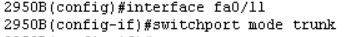 2950B(config)#interface fa0/11
2950B(config-if)#switchport mode trunk